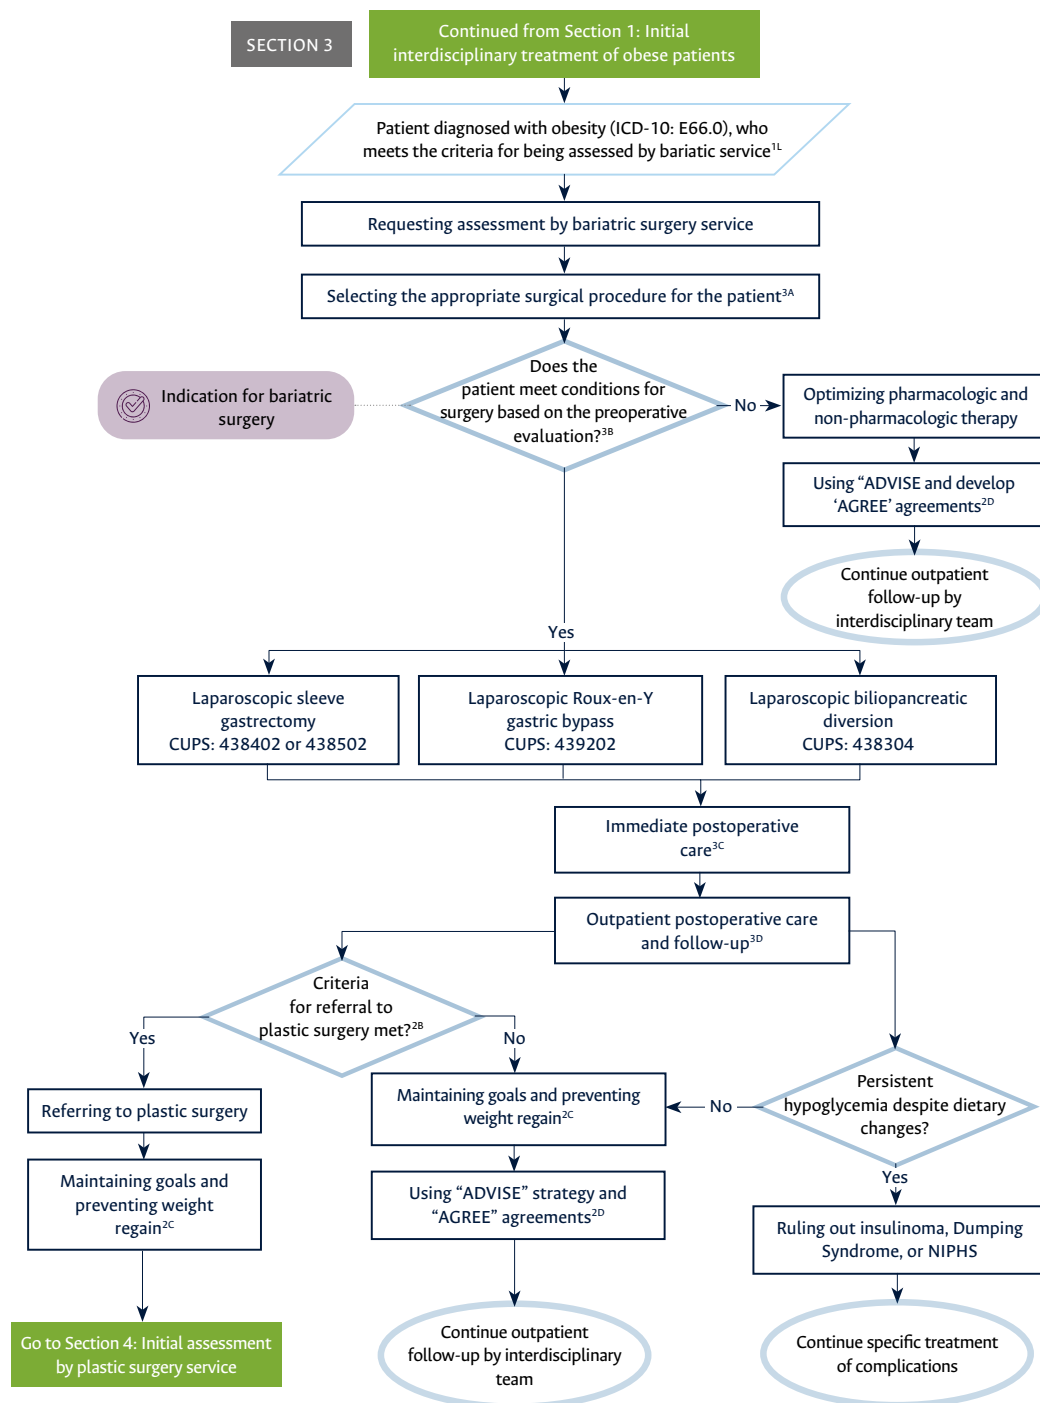 SECTION 3
Continued from Section 1: Initial
interdisciplinary treatment of obese patients
Patient diagnosed with obesity (ICD-10: E66.0), who
meets the criteria for being assessed by bariatic service1L
Requesting assessment by bariatric surgery service
Selecting the appropriate surgical procedure for the patient3A
Does the
patient meet conditions for
surgery based on the preoperative
evaluation?3B
Indication for bariatric
surgery
No
Optimizing pharmacologic and
non-pharmacologic therapy
Using “ADVISE and develop
‘AGREE’ agreements2D
Continue outpatient
follow-up by
interdisciplinary team
Yes
Laparoscopic sleeve
gastrectomy
CUPS: 438402 or 438502
Laparoscopic Roux-en-Y
gastric bypass
CUPS: 439202
Laparoscopic biliopancreatic
diversion
CUPS: 438304
Immediate postoperative
care3C
Outpatient postoperative care
and follow-up3D
Criteria
for referral to
plastic surgery met?2B
Yes
No
Referring to plastic surgery
Maintaining goals and
preventing weight
regain2C
Go to Section 4: Initial assessment
by plastic surgery service
Maintaining goals and preventing
weight regain2C
Using “ADVISE” strategy and
“AGREE” agreements2D
Continue outpatient
follow-up by interdisciplinary
team
No
Persistent
hypoglycemia despite dietary
changes?
Yes
Ruling out insulinoma, Dumping
Syndrome, or NIPHS
Continue specific treatment
of complications